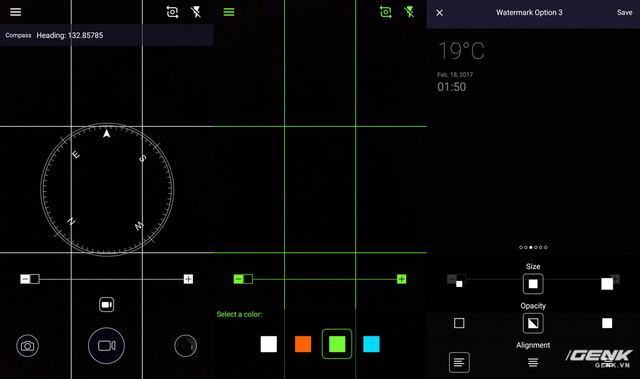 Compass Heading: 132.85785
E
S
N
W
Select a color:
Watermark Option 3
Save
19°C
Feb. 18, 2017
01:50
Size
Opacity
Alignment
GENK
GENK.VN